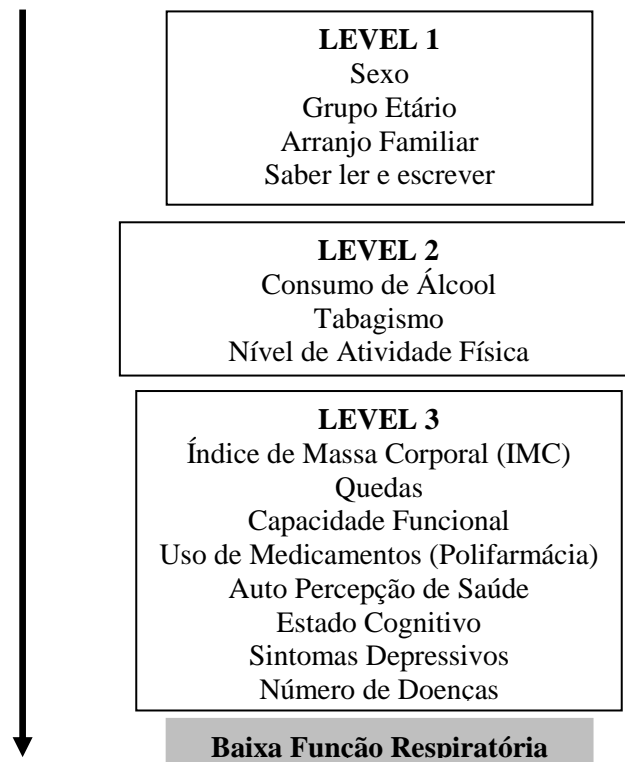 LEVEL 1
Sexo
Grupo Etário
Arranjo Familiar
Saber ler e escrever
LEVEL 2
Consumo de Álcool
Tabagismo
Nível de Atividade Física
LEVEL 3
Índice de Massa Corporal (IMC)
Quedas
Capacidade Funcional
Uso de Medicamentos (Polifarmácia)
Auto Percepção de Saúde
Estado Cognitivo
Sintomas Depressivos
Número de Doenças
Baixa Função Respiratória